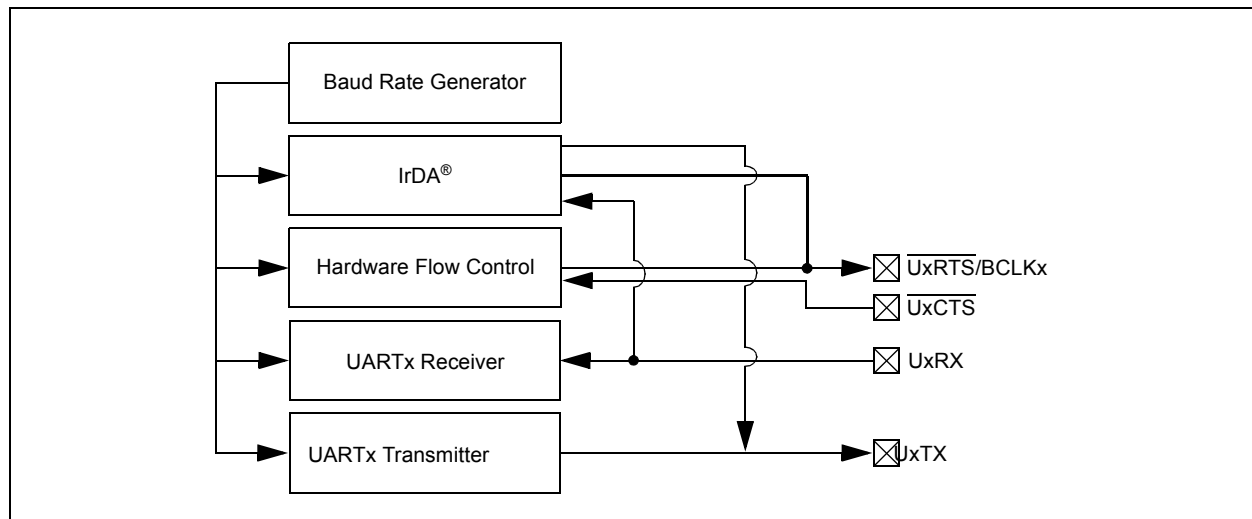 Baud Rate Generator
IrDA®
Hardware Flow Control
UxRTS/BCLKx
UxCTS
UARTx Receiver
UxRX
UARTx Transmitter
UxTX